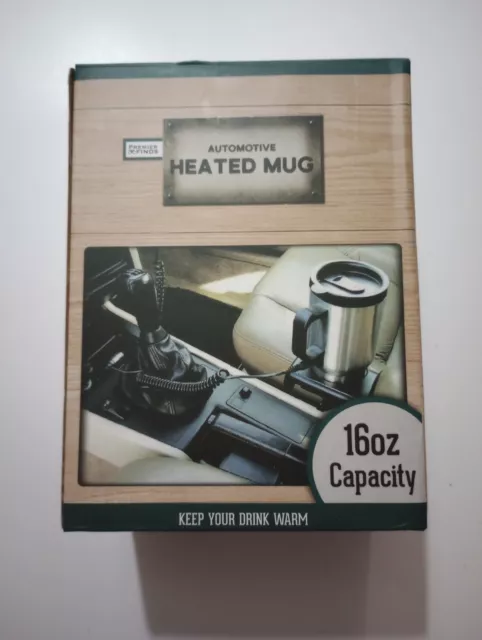 PREMIER
FINDS
AUTOMOTIVE
HEATED MUG
16oz
Capacity
KEEP YOUR DRINK WARM